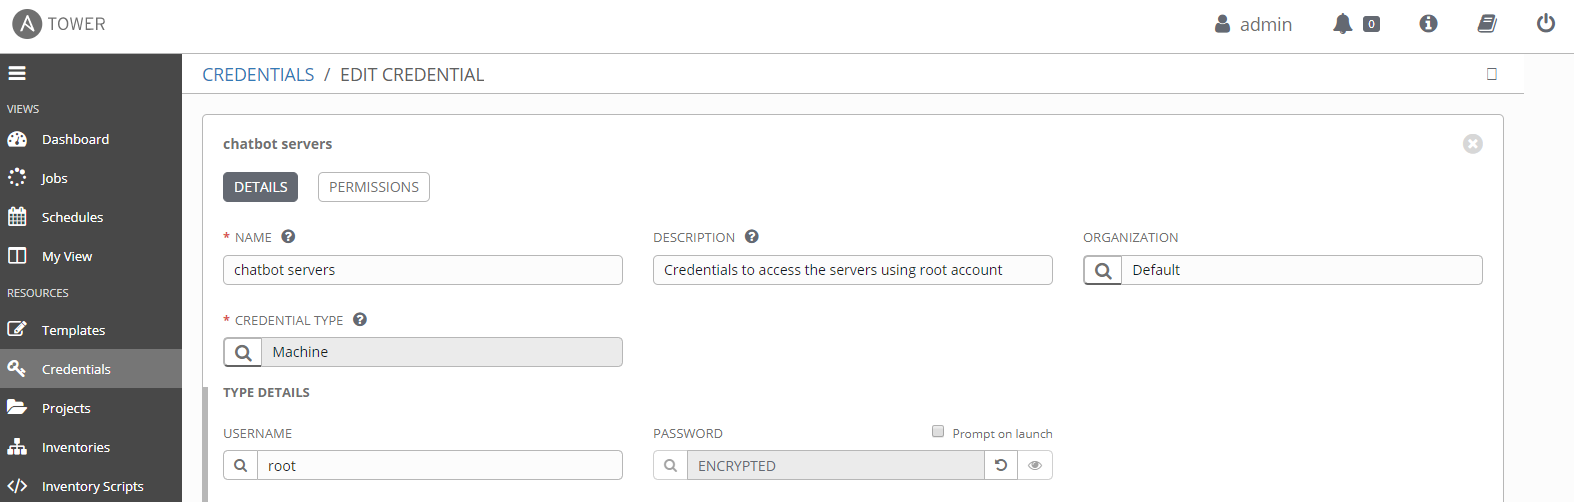 TOWER
admin
0
CREDENTIALS / EDIT CREDENTIAL
VIEWS
Dashboard
Jobs
Schedules
My View
RESOURCES
Templates
Credentials
Projects
Inventories
Inventory Scripts
chatbot servers
DETAILS PERMISSIONS
* NAME
chatbot servers
DESCRIPTION
Credentials to access the servers using root account
ORGANIZATION
Default
* CREDENTIAL TYPE
Machine
TYPE DETAILS
USERNAME
root
PASSWORD
Prompt on launch
ENCRYPTED